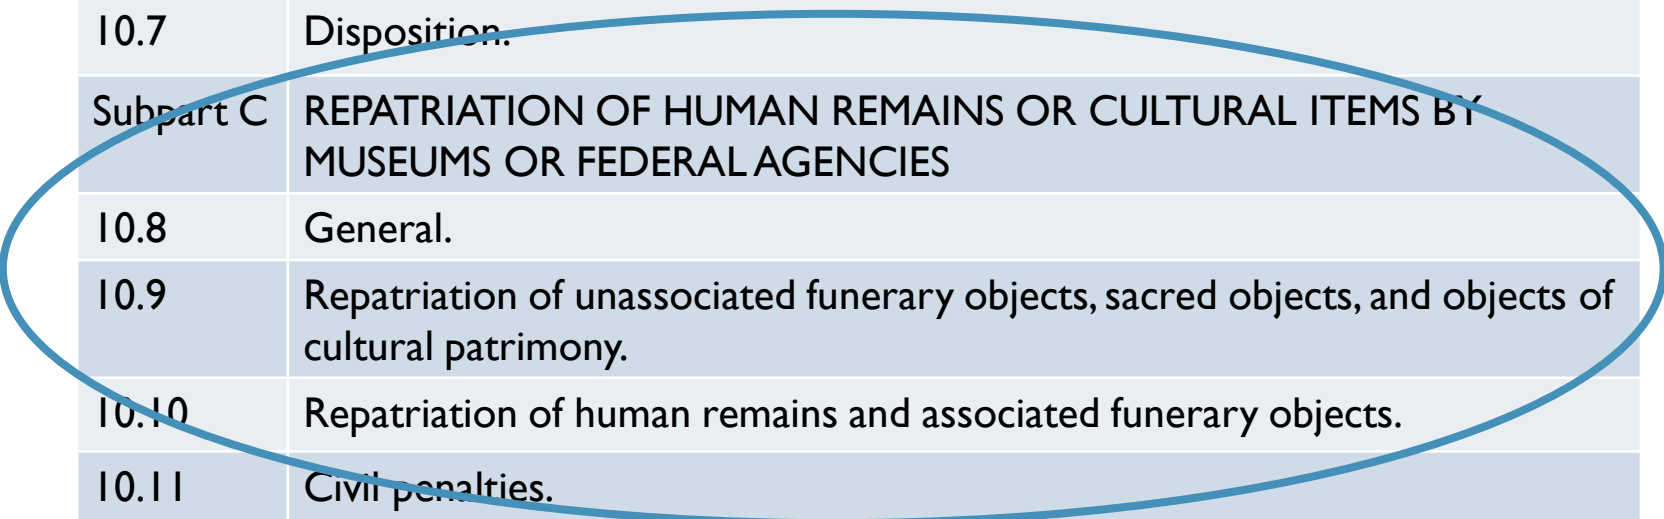 10.7 Disposition.
Subpart C REPATRIATION OF HUMAN REMAINS OR CULTURAL ITEMS BY
MUSEUMS OR FEDERAL AGENCIES
10.8 General.
10.9 Repatriation of unassociated funerary objects, sacred objects, and objects of
cultural patrimony.
10.10 Repatriation of human remains and associated funerary objects.
10.11 Civil penalties.